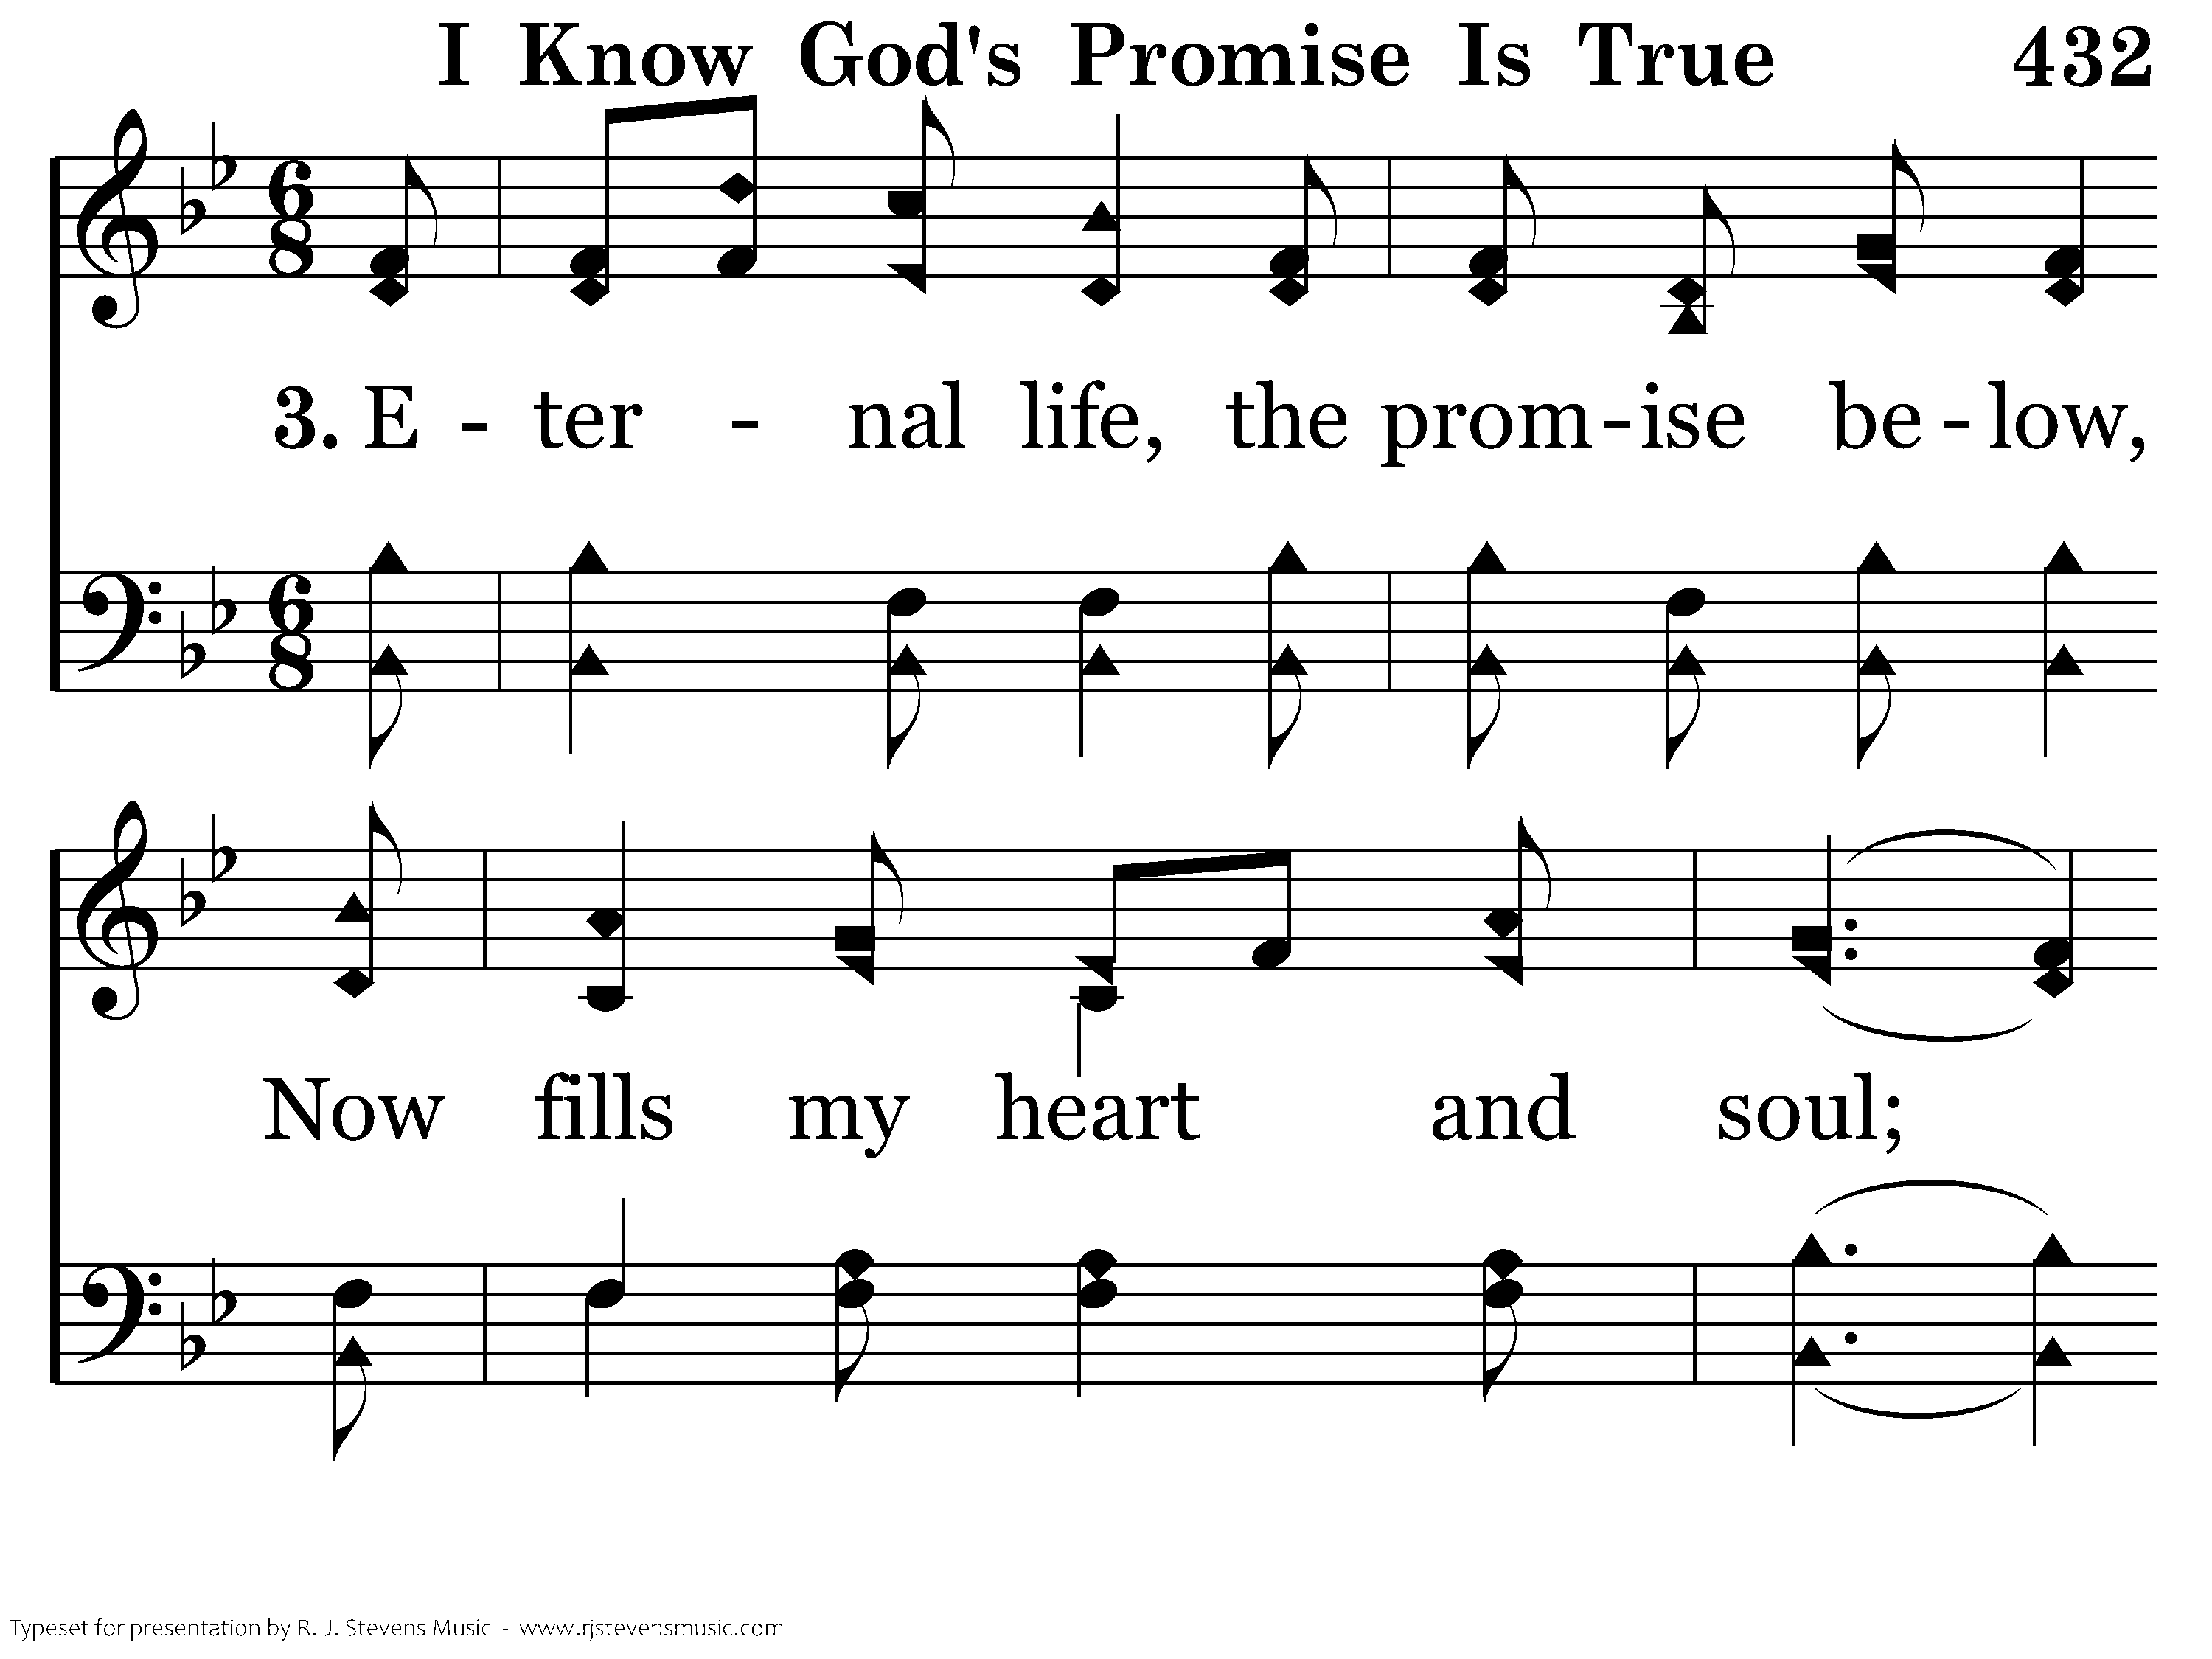 I Know God's Promise Is True 432
3. E - ter - nal life, the prom-ise be-low,
Now fills my heart and soul;
Typeset for presentation by R. J. Stevens Music - www.rjstevensmusic.com